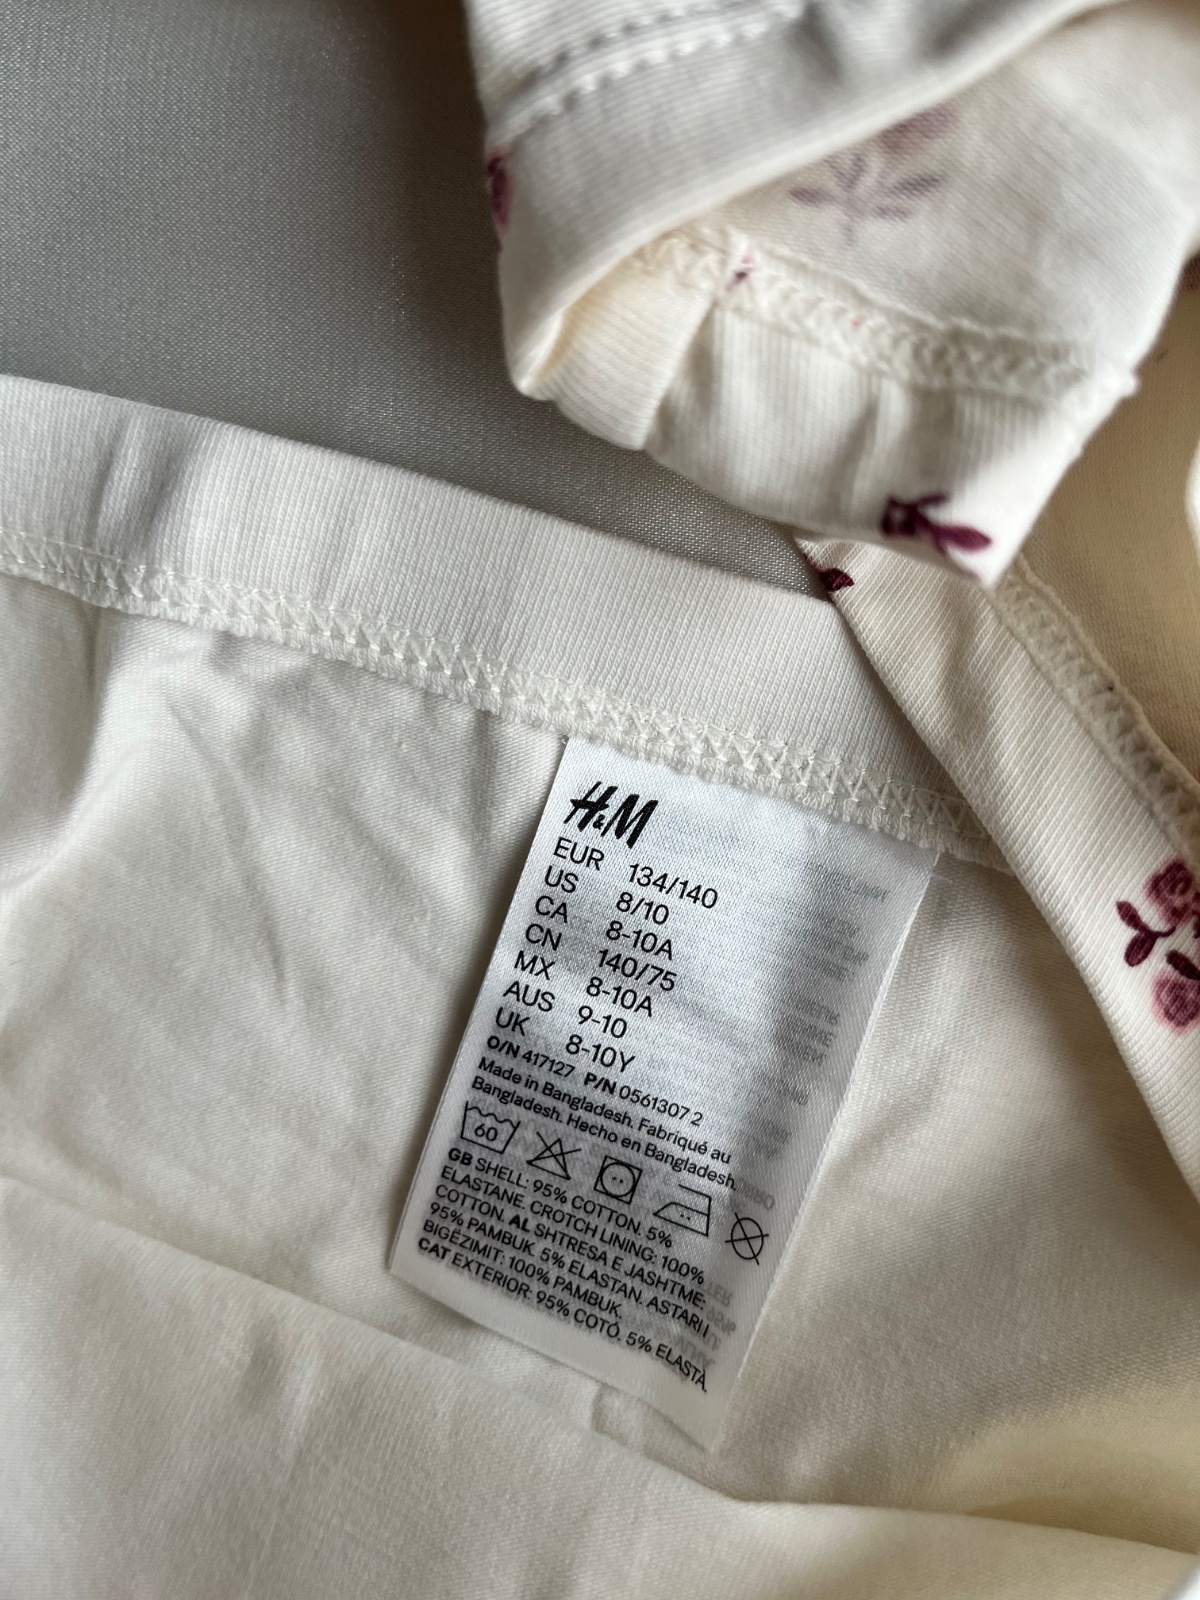 H&M
EUR 134/140
US 8/10
CA 8-10A
CN 140/75
MX 8-10A
AUS 9-10
UK 8-10Y
O/N 417127 P/N 0561307 2
Made in Bangladesh. Fabriqué au
Bangladesh. Hecho en Bangladesh.
60
GB SHELL: 95% COTTON. 5%
ELASTANE. CROTCH LINING: 100%
COTTON. AL SHTRESA E JASHTME:
95% PAMBUK. 5% ELASTAN. ASTARI I
BIGËZIMIT: 100% PAMBUK.
CAT EXTERIOR: 95% COTÓ. 5% ELASTÀ.